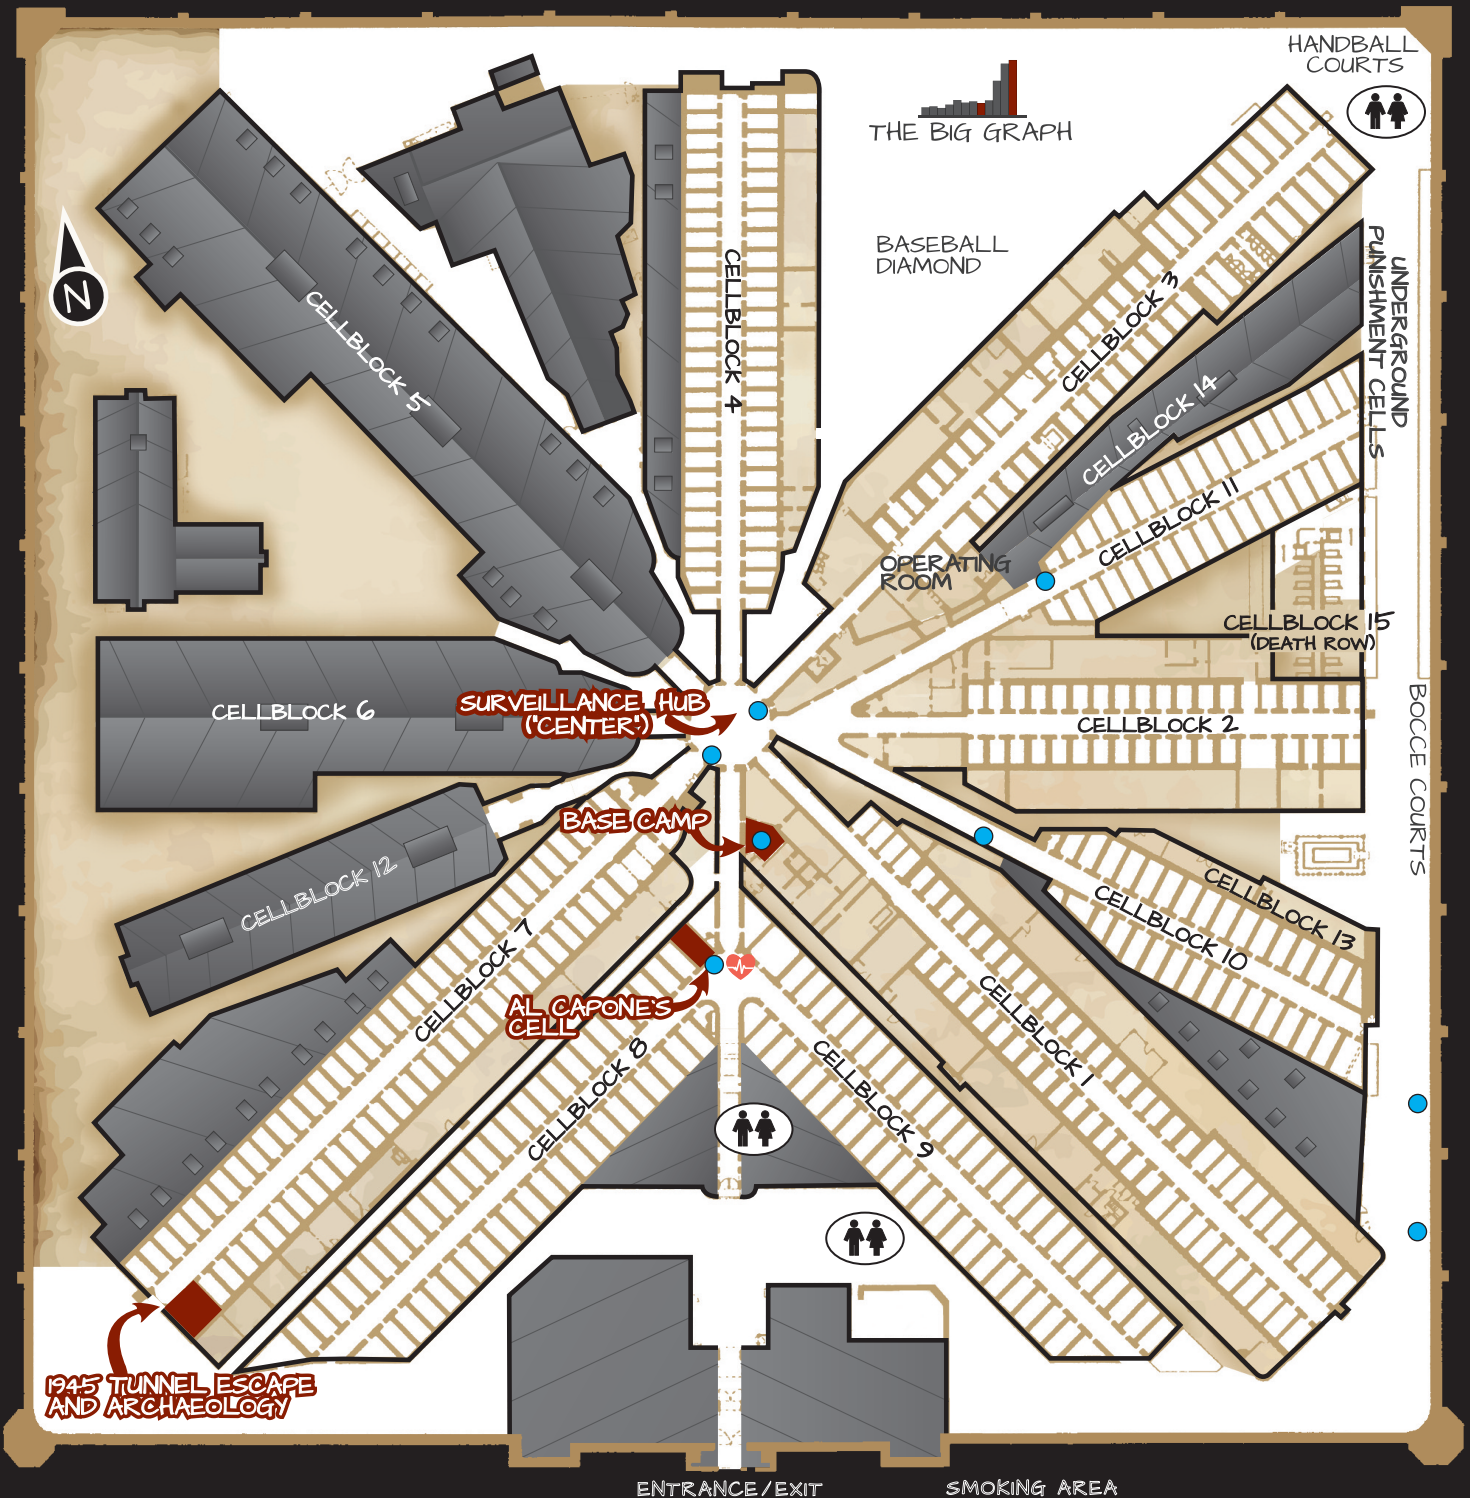 HANDBALL
COURTS
THE BIG GRAPH
BASEBALL
DIAMOND
N
CELLBLOCK 5
CELLBLOCK 4
CELLBLOCK 3
CELLBLOCK 14
CELLBLOCK 11
UNDERGROUND
PUNISHMENT CELLS
OPERATING
ROOM
CELLBLOCK 15
(DEATH ROW)
CELLBLOCK 6
SURVEILLANCE HUB
("CENTER")
CELLBLOCK 2
BOCCE COURTS
BASE CAMP
CELLBLOCK 12
CELLBLOCK 7
CELLBLOCK 13
CELLBLOCK 10
AL CAPONE'S
CELL
CELLBLOCK 8
CELLBLOCK 9
CELLBLOCK 1
1945 TUNNEL ESCAPE
AND ARCHAEOLOGY
ENTRANCE/EXIT
SMOKING AREA